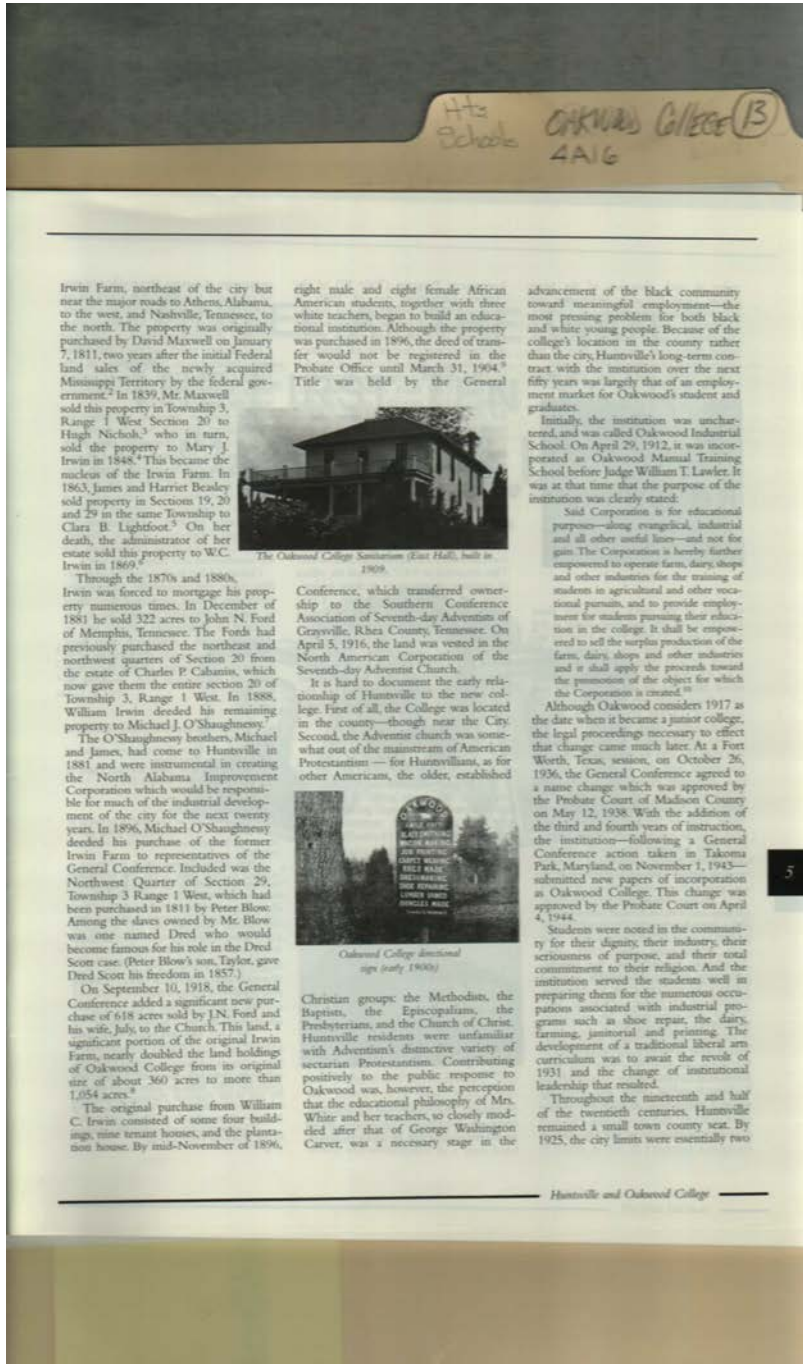 Hts
Schools
OAKWOOD COllEGE 13
4A16
Irwin Farm, northeast of the city but
near the major roads to Athens, Alabama,
to the west, and Nashville, Tennessee, to
the north. The property was originally
purchased by David Maxwell on January
7, 1811, two years after the initial Federal
land sales of the newly acquired
Mississippi Territory by the federal gov-
ernment.2 In 1839, Mr. Maxwell
sold this property in Township 3,
Range 1 West Section 20 to
Hugh Nichols,3 who in turn,
sold the property to Mary J.
Irwin in 1848.4 This became the
nucleus of the Irwin Farm. In
1863, James and Harriet Beasley
sold property in Sections 19, 20
and 29 in the same Township to
Clara B. Lightfoot.5 On her
death, the administrator of her
estate sold this property to W.C.
Irwin in 1869.6
Through the 1870s and 1880s,
Irwin was forced to mortgage his prop-
erty numerous times. In December of
1881 he sold 322 acres to John N. Ford
of Memphis, Tennessee. The Fords had
previously purchased the northeast and
northwest quarters of Section 20 from
the estate of Charles P. Cabaniss, which
now gave them the entire section 20 of
Township 3, Range 1 West. In 1888,
William Irwin deeded his remaining
property to Michael J. O'Shaughnessy.7
The O'Shaughnessy brothers, Michael
and James, had come to Huntsville in
1881 and were instrumental in creating
the North Alabama Improvement
Corporation which would be responsi-
ble for much of the industrial develop-
ment of the city for the next twenty
years. In 1896, Michael O'Shaughnessy
deeded his purchase of the former
Irwin Farm to representatives of the
General Conference. Included was the
Northwest Quarter of Section 29,
Township 3 Range 1 West, which had
been purchased in 1811 by Peter Blow.
Among the slaves owned by Mr. Blow
was one named Dred who would
become famous for his role in the Dred
Scott case. (Peter Blow's son, Taylor, gave
Dred Scott his freedom in 1857.)
On September 10, 1918, the General
Conference added a significant new pur-
chase of 618 acres sold by J.N. Ford and
his wife, July, to the Church. This land, a
significant portion of the original Irwin
Farm, nearly doubled the land holdings
of Oakwood College from its original
size of about 360 acres to more than
1,054 acres.8
The original purchase from William
C. Irwin consisted of some four build-
ings, nine tenant houses, and the planta-
tion house. By mid-November of 1896,
eight male and eight female African
American students, together with three
white teachers, began to build an educa-
tional institution. Although the property
was purchased in 1896, the deed of trans-
fer would not be registered in the
Probate Office until March 31, 1904.9
Title was held by the General
The Oakwood College Sanitarium (East Hall), built in
1909.
Conference, which transferred owner-
ship to the Southern Conference
Association of Seventh-day Adventists of
Graysville, Rhea County, Tennessee. On
April 5, 1916, the land was vested in the
North American Corporation of the
Seventh-day Adventist Church.
It is hard to document the early rela-
tionship of Huntsville to the new col-
lege. First of all, the College was located
in the county—though near the City.
Second, the Adventist church was some-
what out of the mainstream of American
Protestantism — for Huntsvillians, as for
other Americans, the older, established
OAKWOOD
BLACKSMITHING
JOB PRINTING
CARPET WEAVING
DRESSMAKING
SHOE REPAIRING
LUMBER SAWED
SHINGLES MADE
Oakwood College directional
sign (early 1900s)
Christian groups: the Methodists, the
Baptists, the Episcopalians, the
Presbyterians, and the Church of Christ.
Huntsville residents were unfamiliar
with Adventism's distinctive variety of
sectarian Protestantism. Contributing
positively to the public response to
Oakwood was, however, the perception
that the educational philosophy of Mrs.
White and her teachers, so closely mod-
eled after that of George Washington
Carver, was a necessary stage in the
advancement of the black community
toward meaningful employment—the
most pressing problem for both black
and white young people. Because of the
college's location in the county rather
than the city, Huntsville's long-term con-
tract with the institution over the next
fifty years was largely that of an employ-
ment market for Oakwood's student and
graduates.
Initially, the institution was unchar-
tered, and was called Oakwood Industrial
School. On April 29, 1912, it was incor-
porated as Oakwood Manual Training
School before Judge William T. Lawler. It
was at that time that the purpose of the
institution was clearly stated:
Said Corporation is for educational
purposes—along evangelical, industrial
and all other useful lines—and not for
gain. The Corporation is hereby further
empowered to operate farm, dairy, shops
and other industries for the training of
students in agricultural and other voca-
tional pursuits, and to provide employ-
ment for students pursuing their educa-
tion in the college. It shall be empow-
ered to sell the surplus production of the
farm, dairy, shops and other industries
and it shall apply the proceeds toward
the promotion of the object for which
the Corporation is created.10
Although Oakwood considers 1917 as
the date when it became a junior college,
the legal proceedings necessary to effect
that change came much later. At a Fort
Worth, Texas, session, on October 26,
1936, the General Conference agreed to
a name change which was approved by
the Probate Court of Madison County
on May 12, 1938. With the addition of
the third and fourth years of instruction,
the institution—following a General
Conference action taken in Takoma
Park, Maryland, on November 1, 1943—
submitted new papers of incorporation
as Oakwood College. This change was
approved by the Probate Court on April
4, 1944.
Students were noted in the communi-
ty for their dignity, their industry, their
seriousness of purpose, and their total
commitment to their religion. And the
institution served the students well in
preparing them for the numerous occu-
pations associated with industrial pro-
grams such as shoe repair, the dairy,
farming, janitorial and printing. The
development of a traditional liberal arts
curriculum was to await the revolt of
1931 and the change of institutional
leadership that resulted.
Throughout the nineteenth and half
of the twentieth centuries, Huntsville
remained a small town county seat. By
1925, the city limits were essentially two
5
Huntsville and Oakwood College